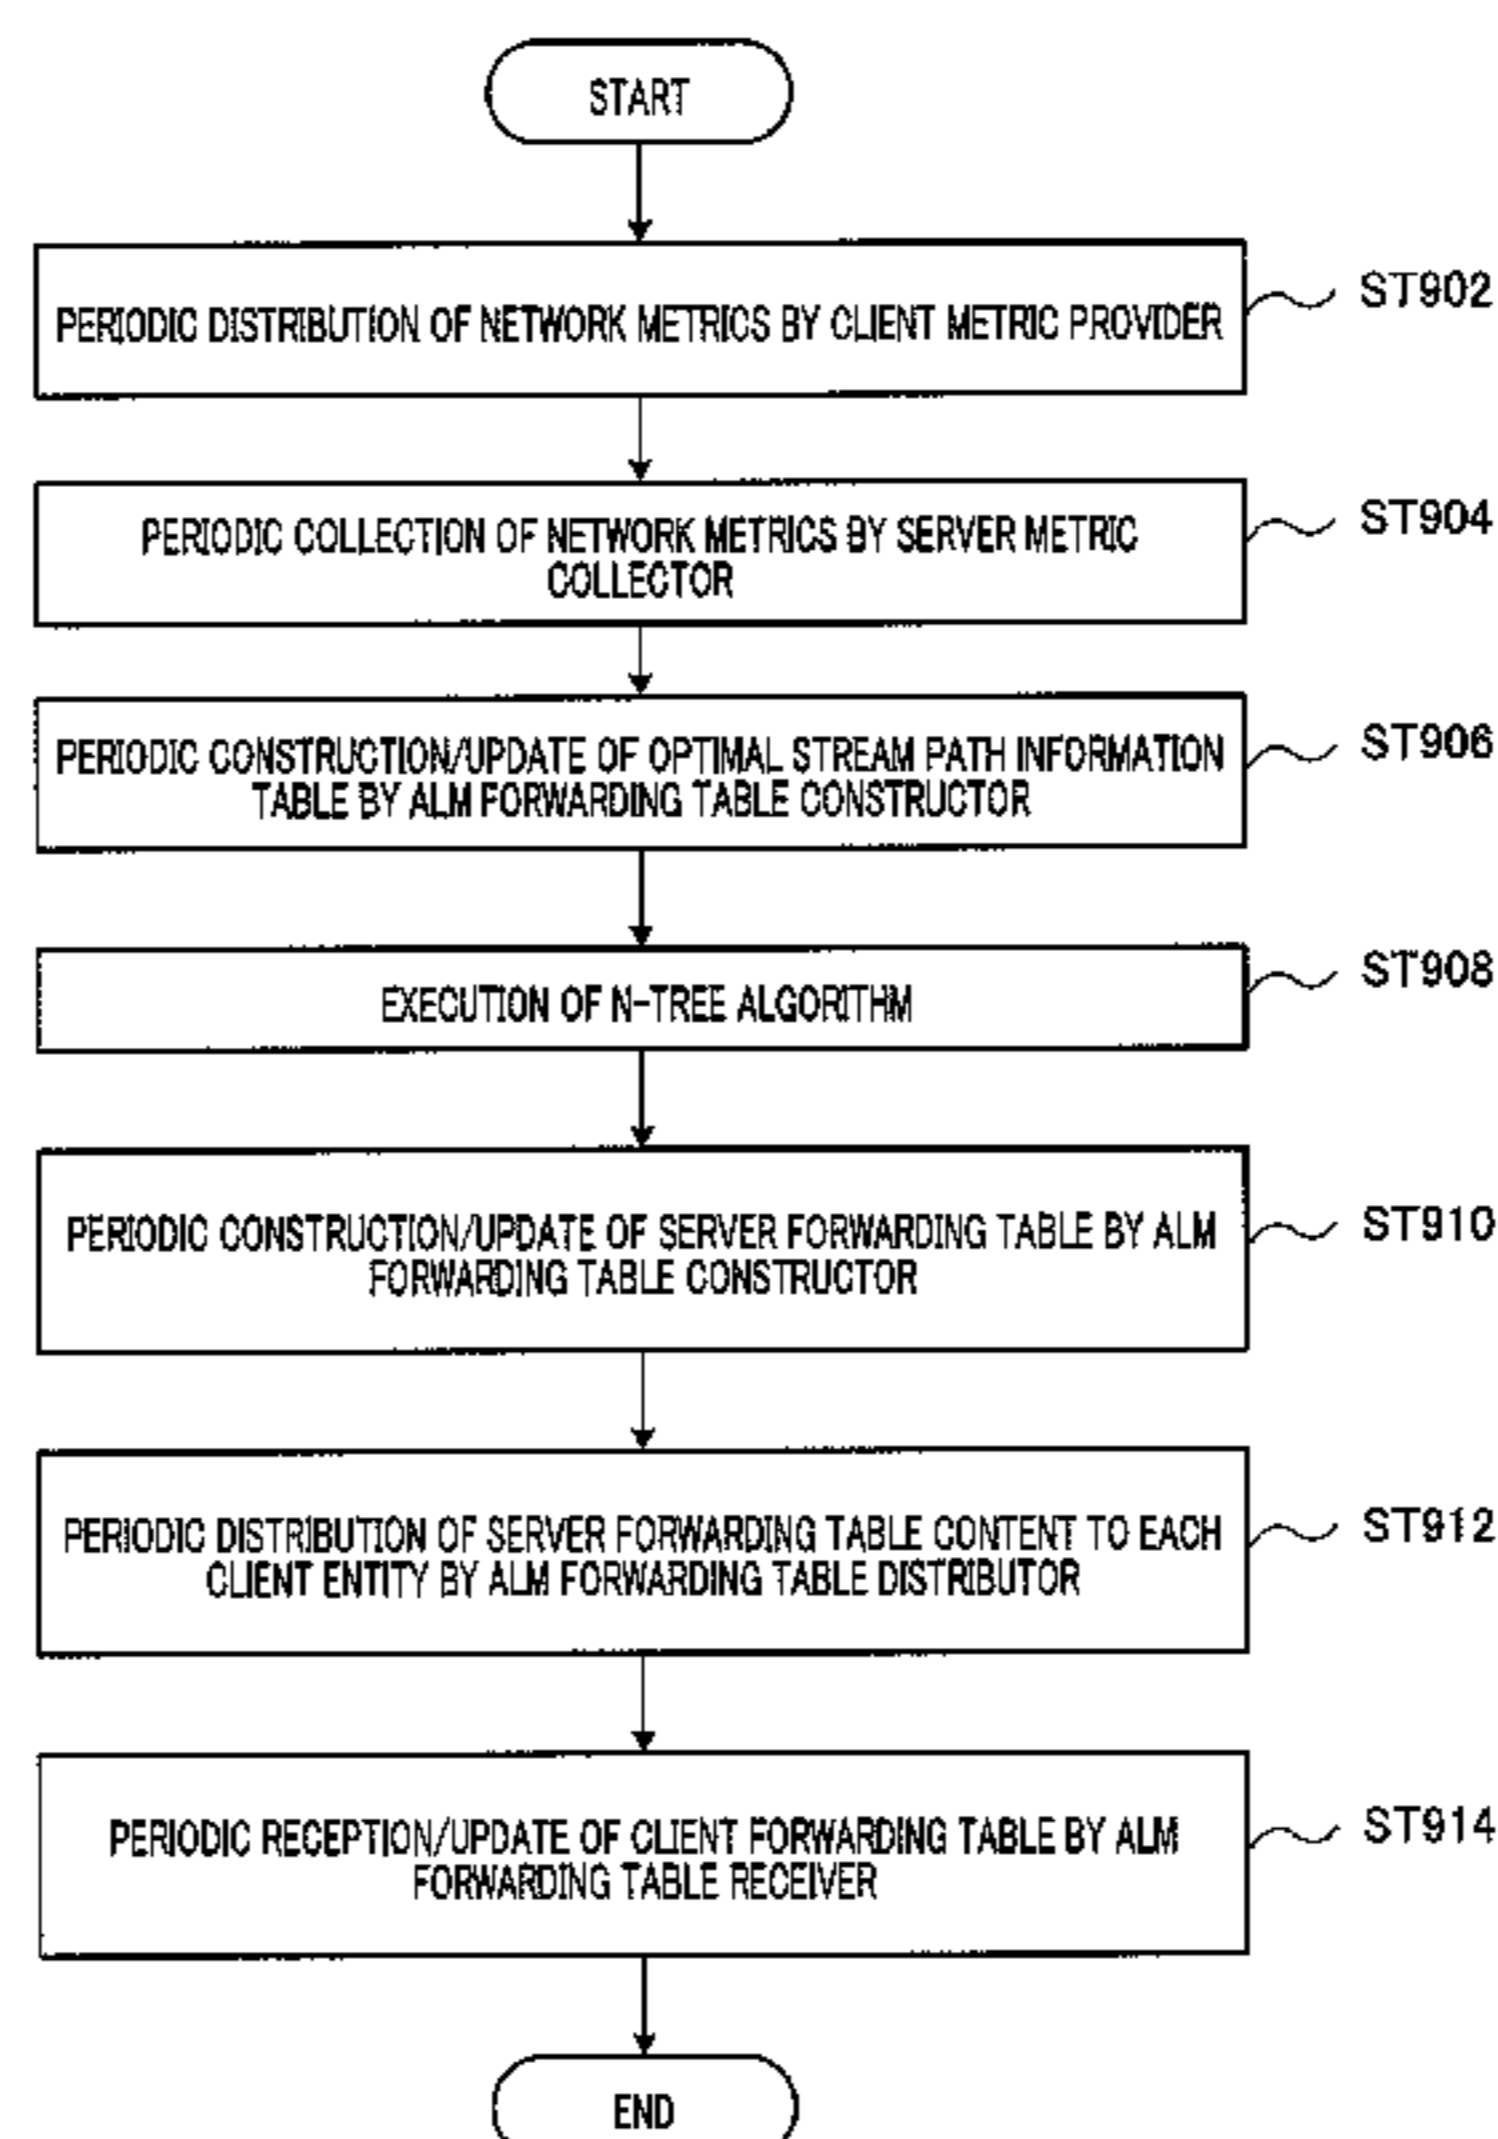 START
PERIODIC DISTRIBUTION OF NETWORK METRICS BY CLIENT METRIC PROVIDER
ST902
PERIODIC COLLECTION OF NETWORK METRICS BY SERVER METRIC
COLLECTOR
ST904
PERIODIC CONSTRUCTION/UPDATE OF OPTIMAL STREAM PATH INFORMATION
TABLE BY ALM FORWARDING TABLE CONSTRUCTOR
ST906
EXECUTION OF N-TREE ALGORITHM
ST908
PERIODIC CONSTRUCTION/UPDATE OF SERVER FORWARDING TABLE BY ALM
FORWARDING TABLE CONSTRUCTOR
ST910
PERIODIC DISTRIBUTION OF SERVER FORWARDING TABLE CONTENT TO EACH
CLIENT ENTITY BY ALM FORWARDING TABLE DISTRIBUTOR
ST912
PERIODIC RECEPTION/UPDATE OF CLIENT FORWARDING TABLE BY ALM
FORWARDING TABLE RECEIVER
ST914
END